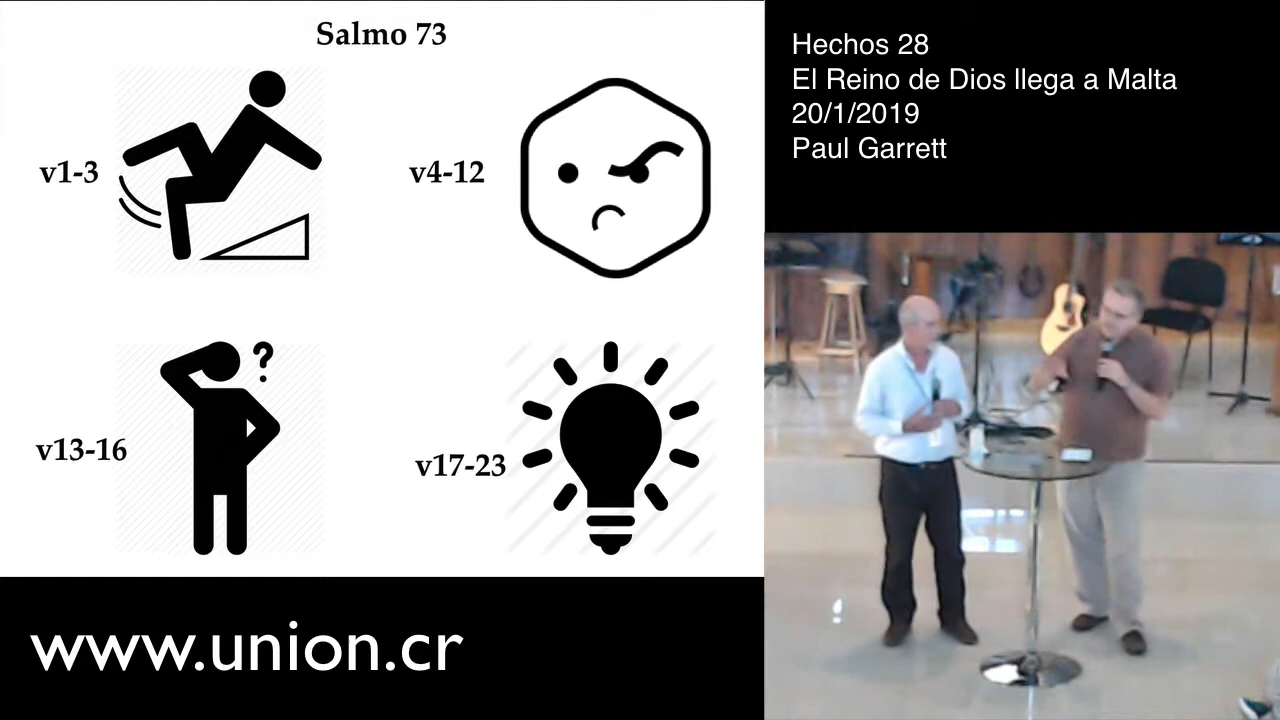 Salmo 73
v1-3
v4-12
?
v13-16
v17-23
www.union.cr
Hechos 28
El Reino de Dios llega a Malta
20/1/2019
Paul Garrett